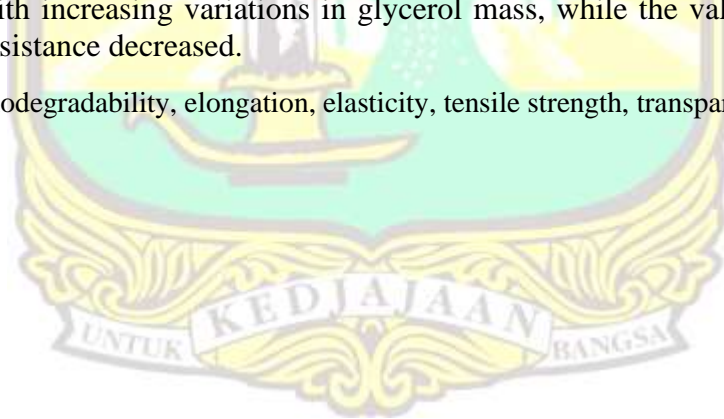 ith increasing variations in glycerol mass, while the val
sistance decreased.
odegradability, elongation, elasticity, tensile strength, transpar
UNTUK KEDJAJAAN BANGSA